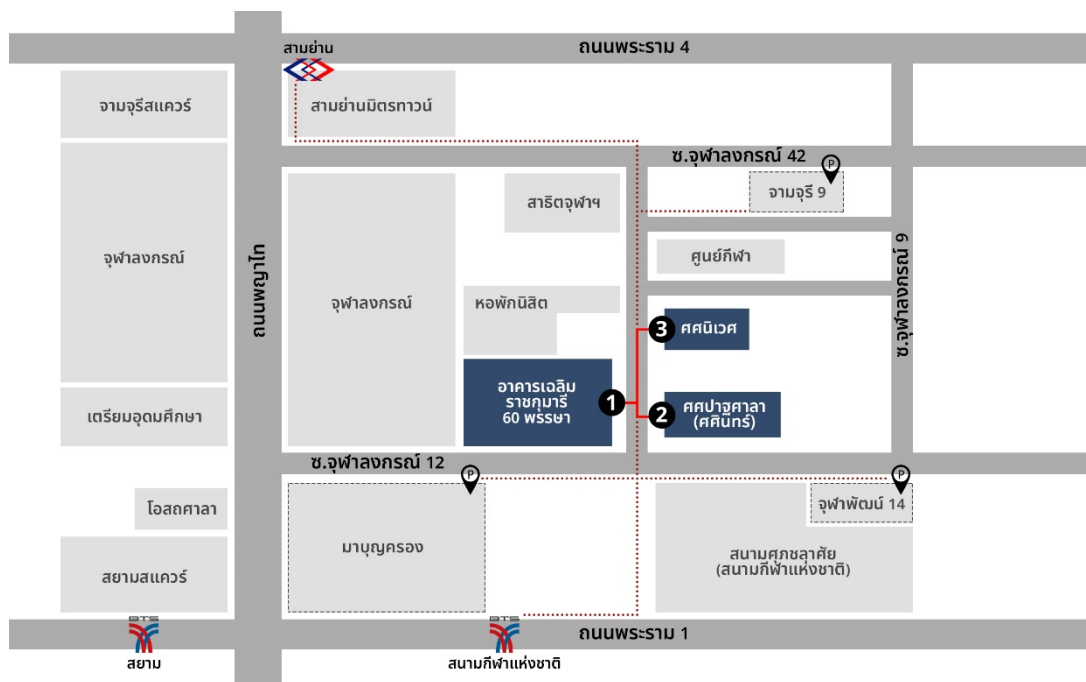 สามย่าน
ถนนพระราม 4
จามจุรีสแควร์
สามย่านมิตรทาวน์
ซ.จุฬาลงกรณ์ 42
P
จามจุรี 9
สาธิตจุฬาฯ
จุฬาลงกรณ์
ถนนพญาไท
จุฬาลงกรณ์
ศูนย์กีฬา
ซ.จุฬาลงกรณ์ 9
หอพักนิสิต
3 ศศนิเวศ
อาคารเฉลิม
ราชกุมารี
60 พรรษา
1
2 ศศปาฐศาลา
(ศศินทร์)
เตรียมอุดมศึกษา
ซ.จุฬาลงกรณ์ 12
P
P
โอสถศาลา
จุฬาพัฒน์ 14
มาบุญครอง
สนามศุภชลาศัย
(สนามกีฬาแห่งชาติ)
สยามสแควร์
BTS
BTS
ถนนพระราม 1
สยาม
สนามกีฬาแห่งชาติ